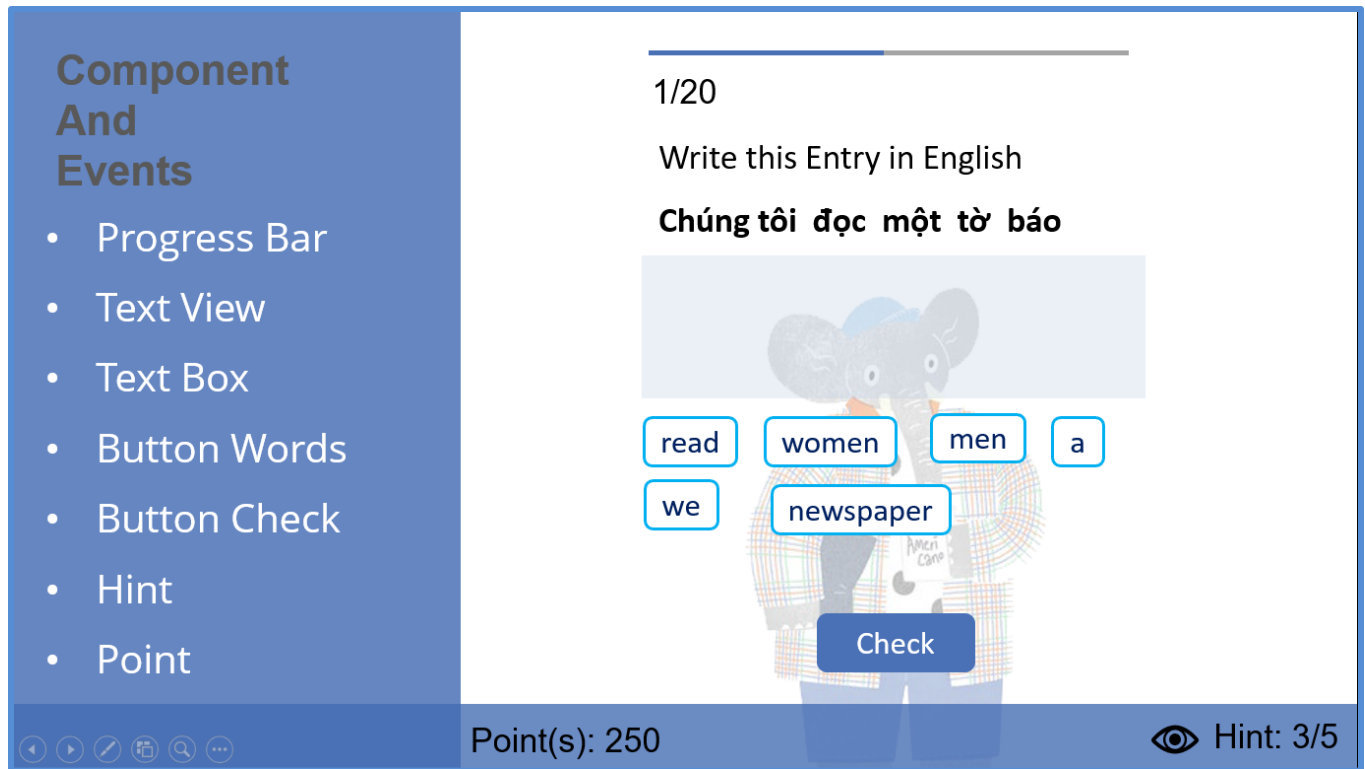 Component
And
Events
• Progress Bar
• Text View
• Text Box
• Button Words
• Button Check
• Hint
• Point
1/20
Write this Entry in English
Chúng tôi đọc một tờ báo
read women men a
we newspaper
Ameri
cano
Check
Point(s): 250
Hint: 3/5